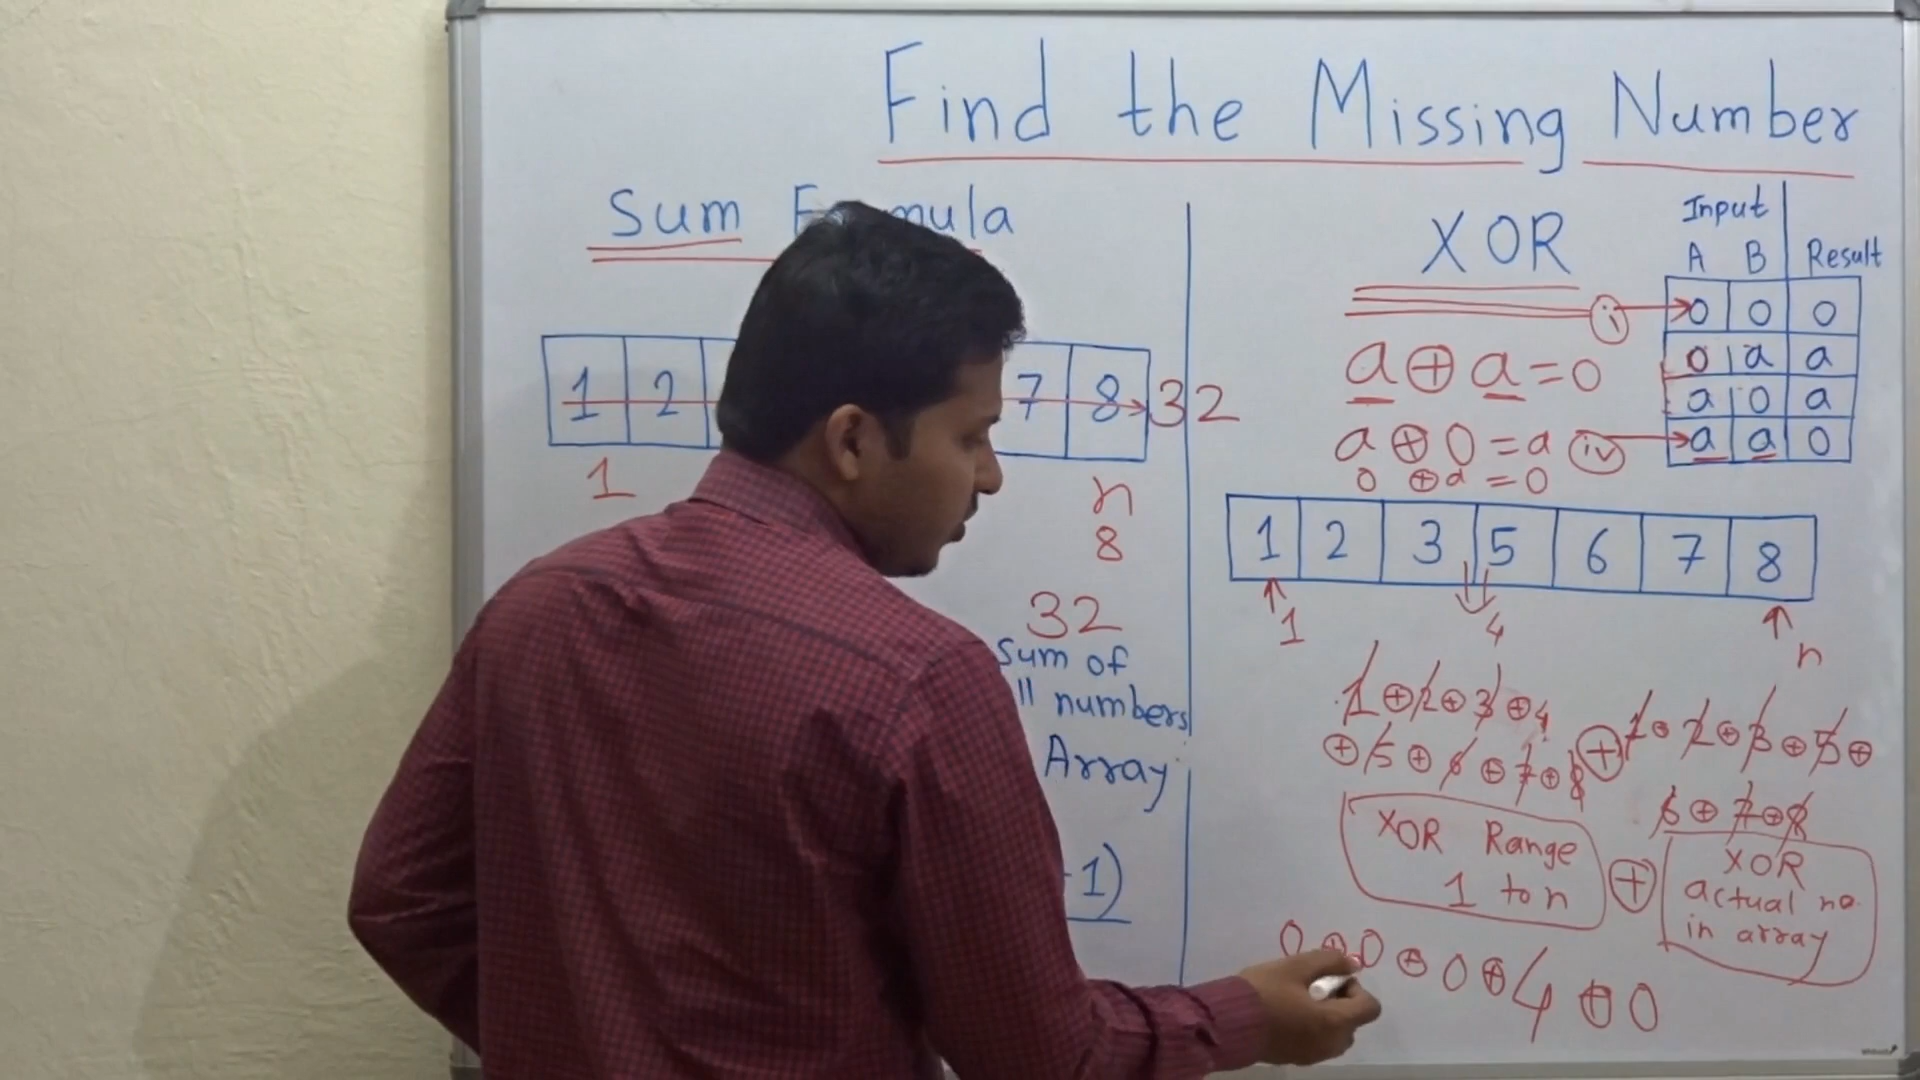 Find the Missing Number
Sum Formula
1 2 7 8 32
1 n
8
32
Sum of
ll numbers
Array
1)
XOR
Input
A B Result
0 0 0
0 a a
a 0 a
a a 0
a ⊕ a = 0
a ⊕ 0 = a iv
0 ⊕ a = 0
1 2 3 5 6 7 8
1 4 n
1 ⊕ 2 ⊕ 3 ⊕ 4
⊕ 5 ⊕ 6 ⊕ 7 ⊕ 8
⊕
1 ⊕ 2 ⊕ 3 ⊕ 5 ⊕
6 ⊕ 7 ⊕ 8
XOR Range
1 to n
⊕
XOR
actual no.
in array
0 ⊕ 0 ⊕ 0 ⊕ 4 ⊕ 0